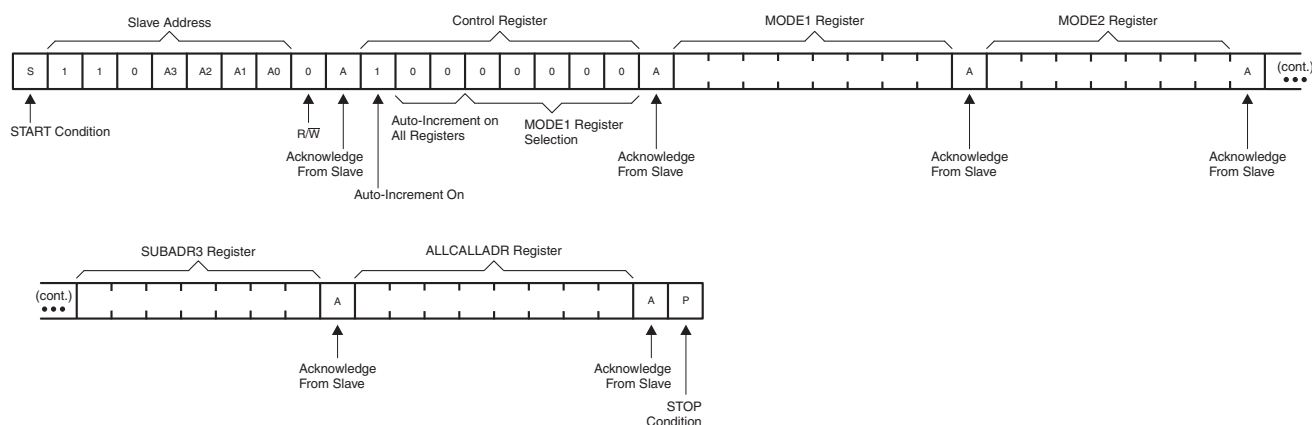 Slave Address
Control Register
MODE1 Register
MODE2 Register
S 1 1 0 A3 A2 A1 A0 0 A 1 0 0 0 0 0 0 0 A A A (cont.)
START Condition
R/W̅
Acknowledge
From Slave
Auto-Increment On
Auto-Increment on
All Registers
MODE1 Register
Selection
Acknowledge
From Slave
Acknowledge
From Slave
Acknowledge
From Slave
SUBADR3 Register
ALLCALLADR Register
(cont.) A A P
Acknowledge
From Slave
Acknowledge
From Slave
STOP
Condition